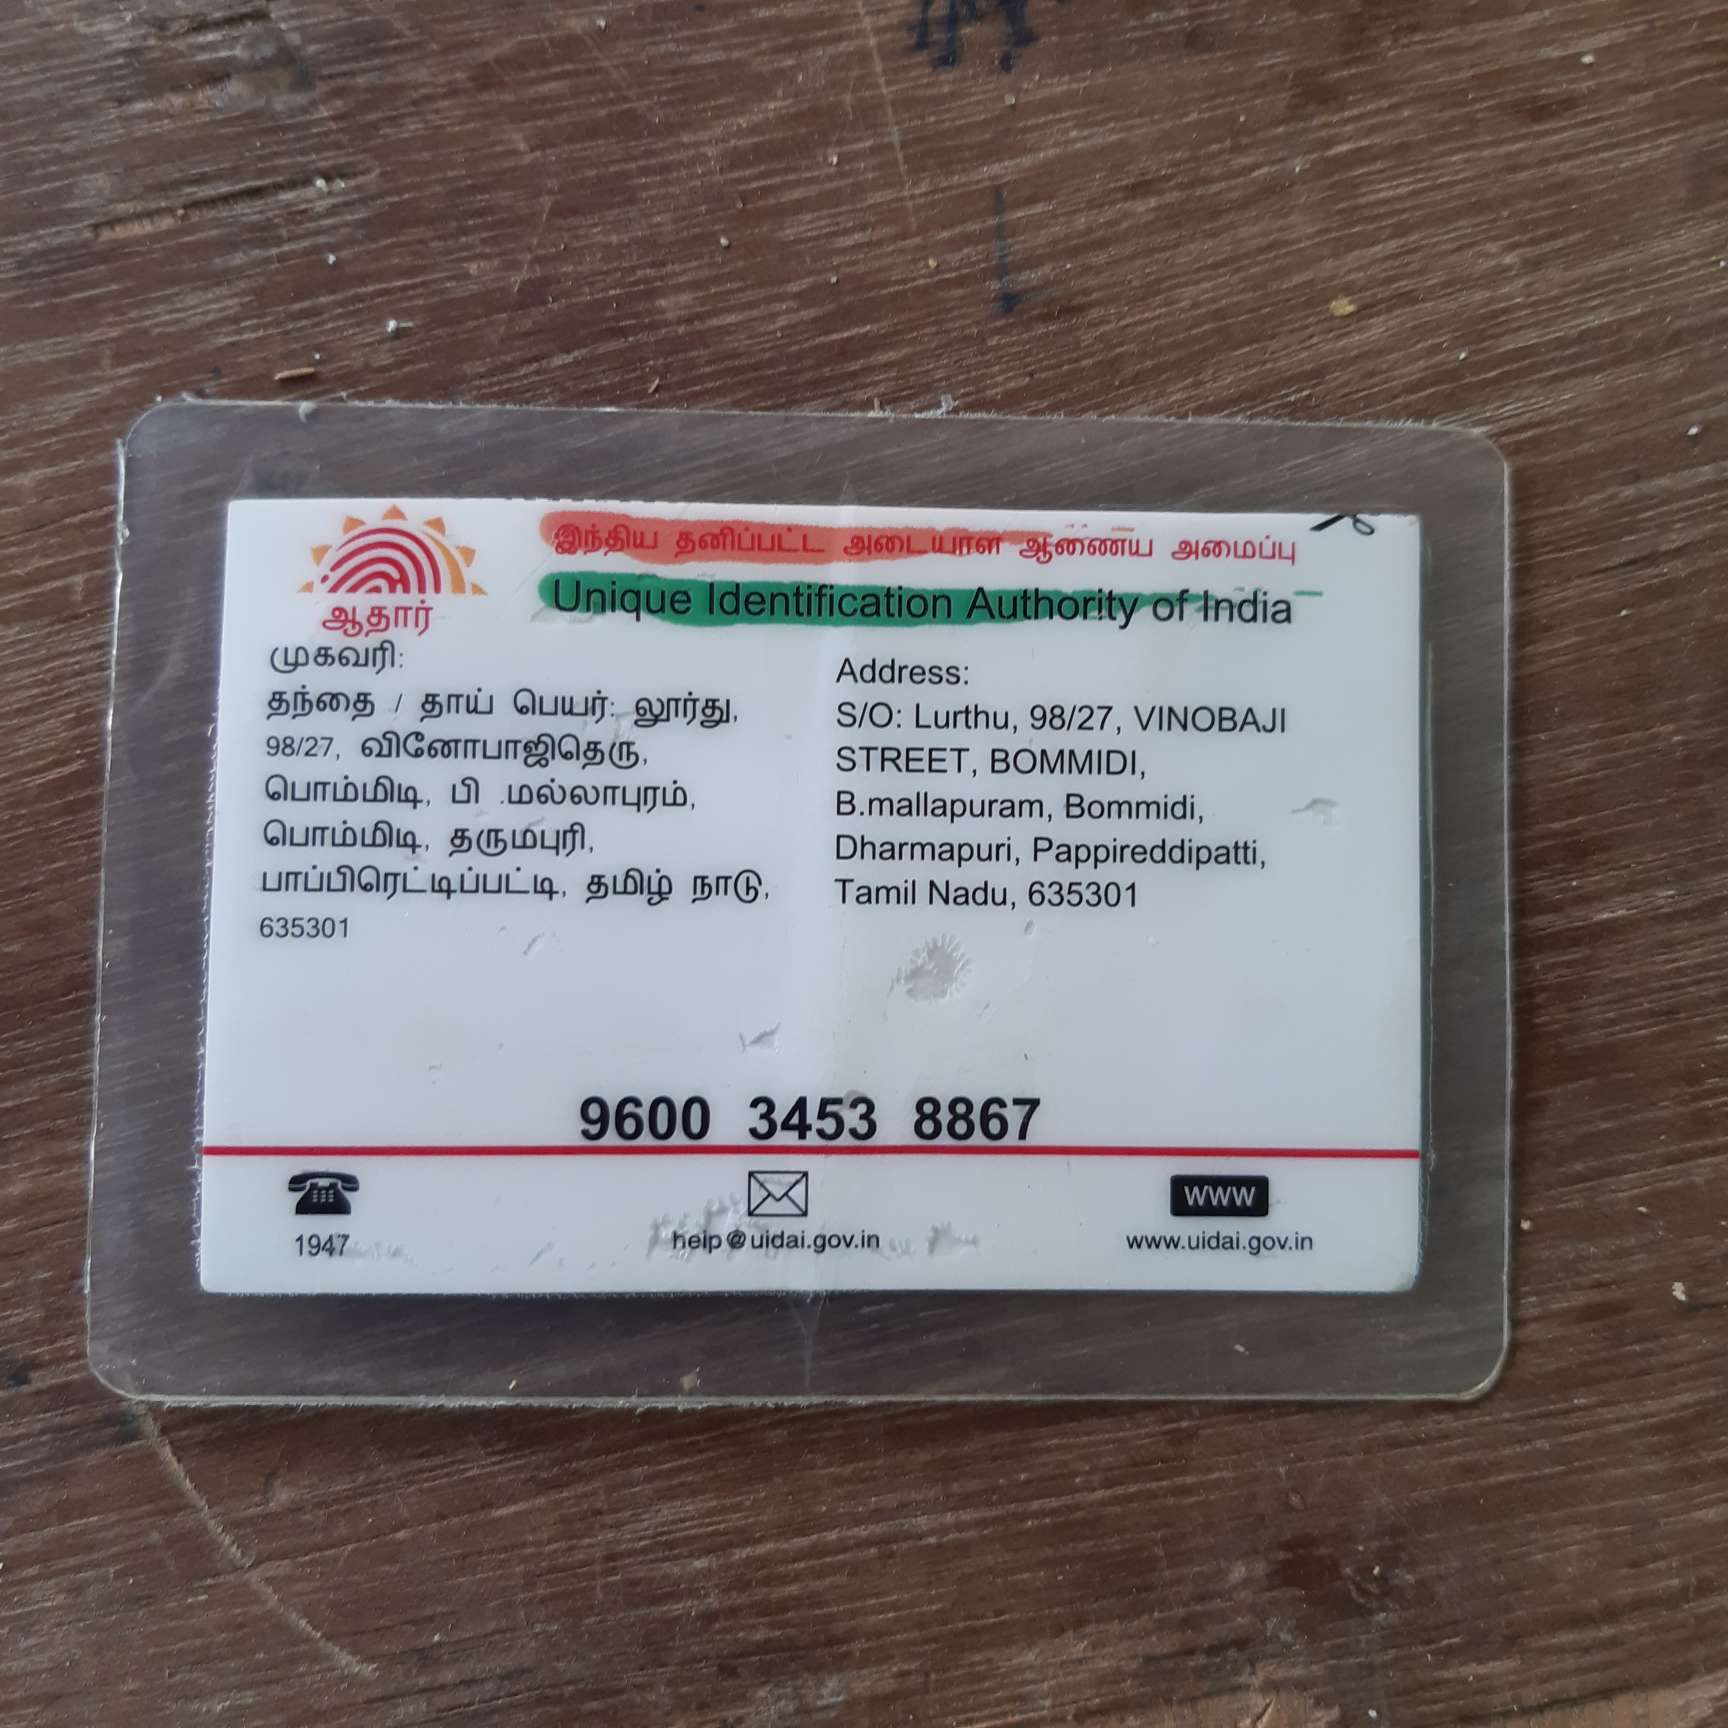 இந்திய தனிப்பட்ட அடையாள ஆணைய அமைப்பு
Unique Identification Authority of India
ஆதார்
முகவரி:
தந்தை / தாய் பெயர்: லூர்து,
98/27, வினோபாஜிதெரு,
பொம்மிடி, பி .மல்லாபுரம்,
பொம்மிடி, தருமபுரி,
பாப்பிரெட்டிப்பட்டி, தமிழ் நாடு,
635301
Address:
S/O: Lurthu, 98/27, VINOBAJI
STREET, BOMMIDI,
B.mallapuram, Bommidi,
Dharmapuri, Pappireddipatti,
Tamil Nadu, 635301
9600 3453 8867
1947
help@uidai.gov.in
WWW
www.uidai.gov.in